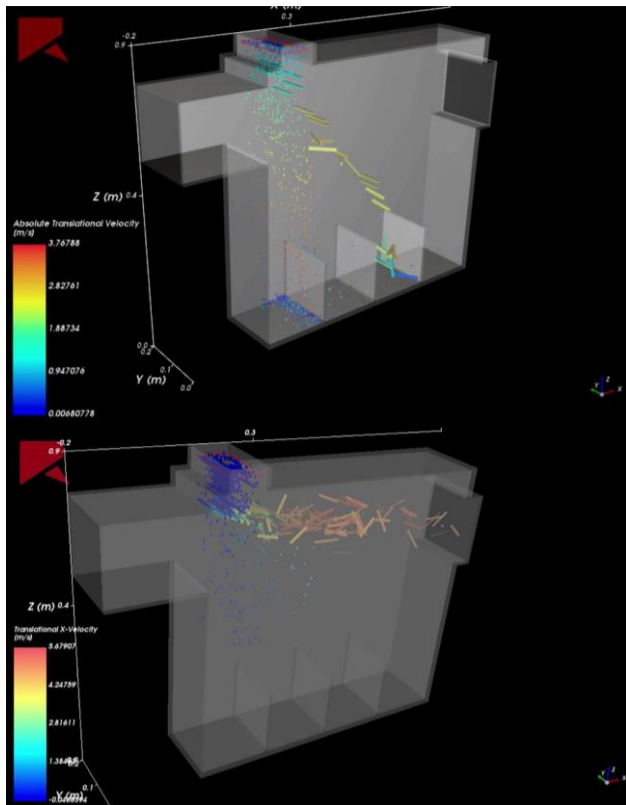 X (m)
-0.2
0.3
0.9
Z (m)
0.4
Absolute Translational Velocity
(m/s)
3.76788
2.82761
1.88734
0.947076
0.00680778
0.0
0.2
0.1
0.0
Y (m)
Z
Y
X
-0.2
0.3
0.9
Z (m)
0.4
Translational X-Velocity
(m/s)
5.67907
4.24759
2.81611
0.1
Y (m)
Z
Y
X